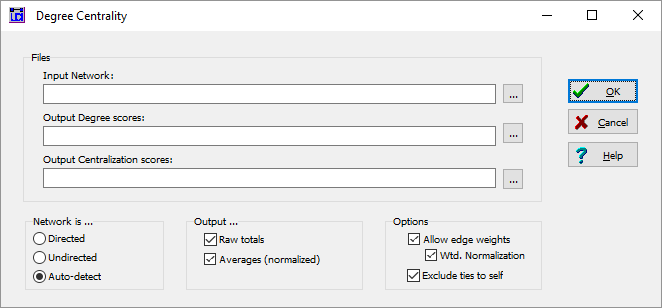 Degree Centrality
Files
Input Network:
...
Output Degree scores:
...
Output Centralization scores:
...
OK
Cancel
Help
Network is ...
Directed
Undirected
Auto-detect
Output ...
Raw totals
Averages (normalized)
Options
Allow edge weights
Wtd. Normalization
Exclude ties to self